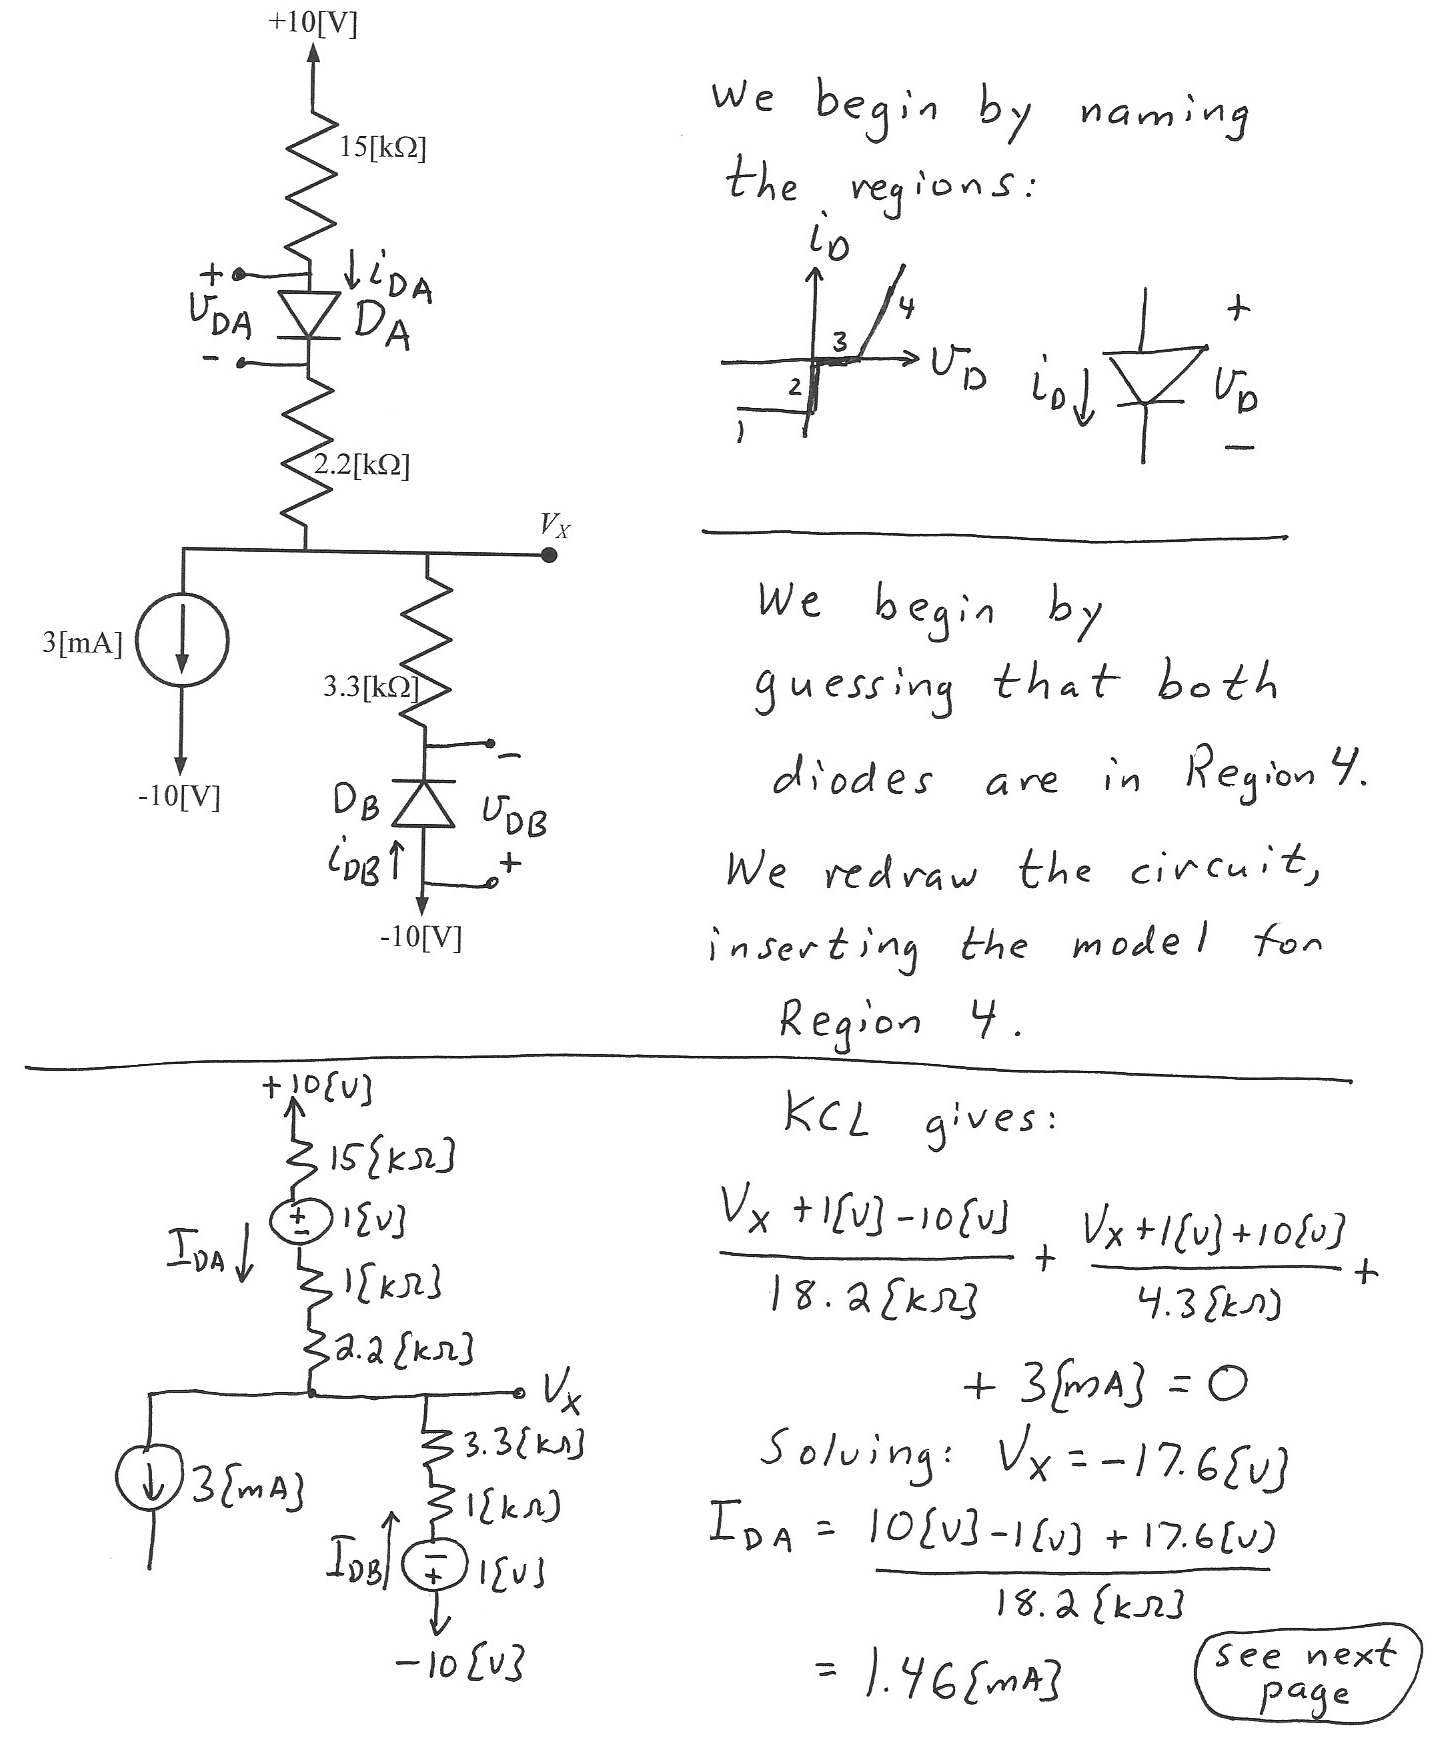 +10[V]
15[kΩ]
+
iDA
vDA
DA
-
2.2[kΩ]
VX
3[mA]
3.3[kΩ]
-
DB
vDB
iDB
+
-10[V]
-10[V]
We begin by naming
the regions:
iD
4
3
vD
2
1
iD
+
vD
-
We begin by
guessing that both
diodes are in Region 4.
We redraw the circuit,
inserting the model for
Region 4.
+10[V]
15[kΩ]
+
-
1[V]
IDA
1[kΩ]
2.2[kΩ]
VX
3[mA]
3.3[kΩ]
1[kΩ]
IDB
-
+
1[V]
-10[V]
KCL gives:
VX +1[V] -10[V]
18.2[kΩ]
+
VX +1[V] +10[V]
4.3[kΩ]
+
+ 3[mA] = 0
Solving: VX = -17.6[V]
IDA = 10[V] -1[V] + 17.6[V]
18.2[kΩ]
= 1.46[mA]
see next
page